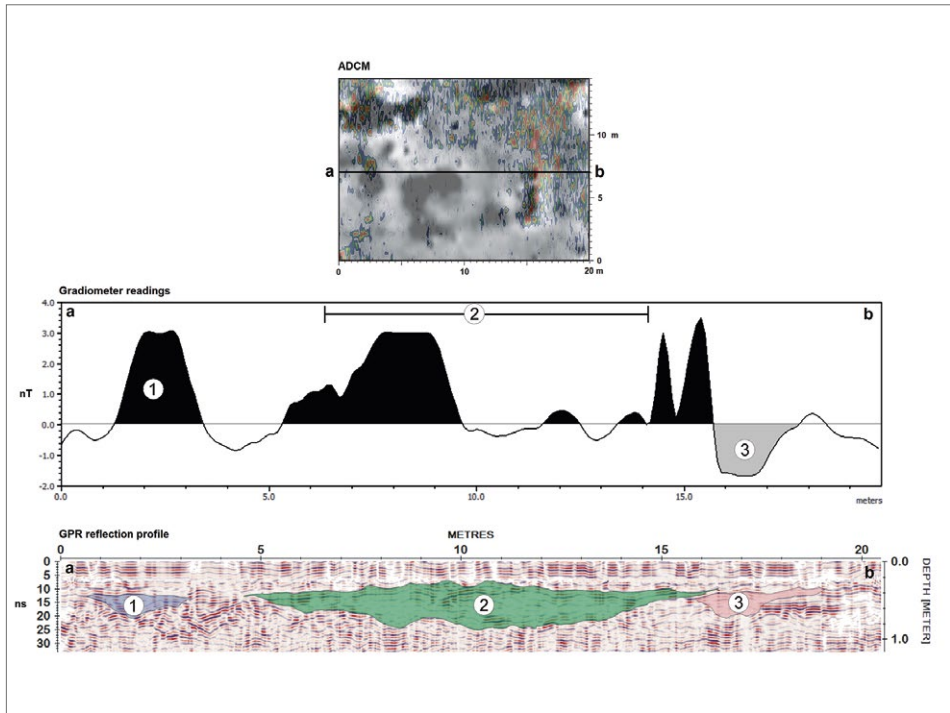 ADCM
10 m
a b
5
0
0 10 20 m
Gradiometer readings
4.0 a 2 b
3.0
2.0
nT 1.0 1
0.0
-1.0 3
-2.0
0.0 5.0 10.0 15.0 meters
GPR reflection profile METRES
0 5 10 15 20
0 a b 0.0
5
10
ns 15 1 2 3
20
25
30 1.0
DEPTH [METER]